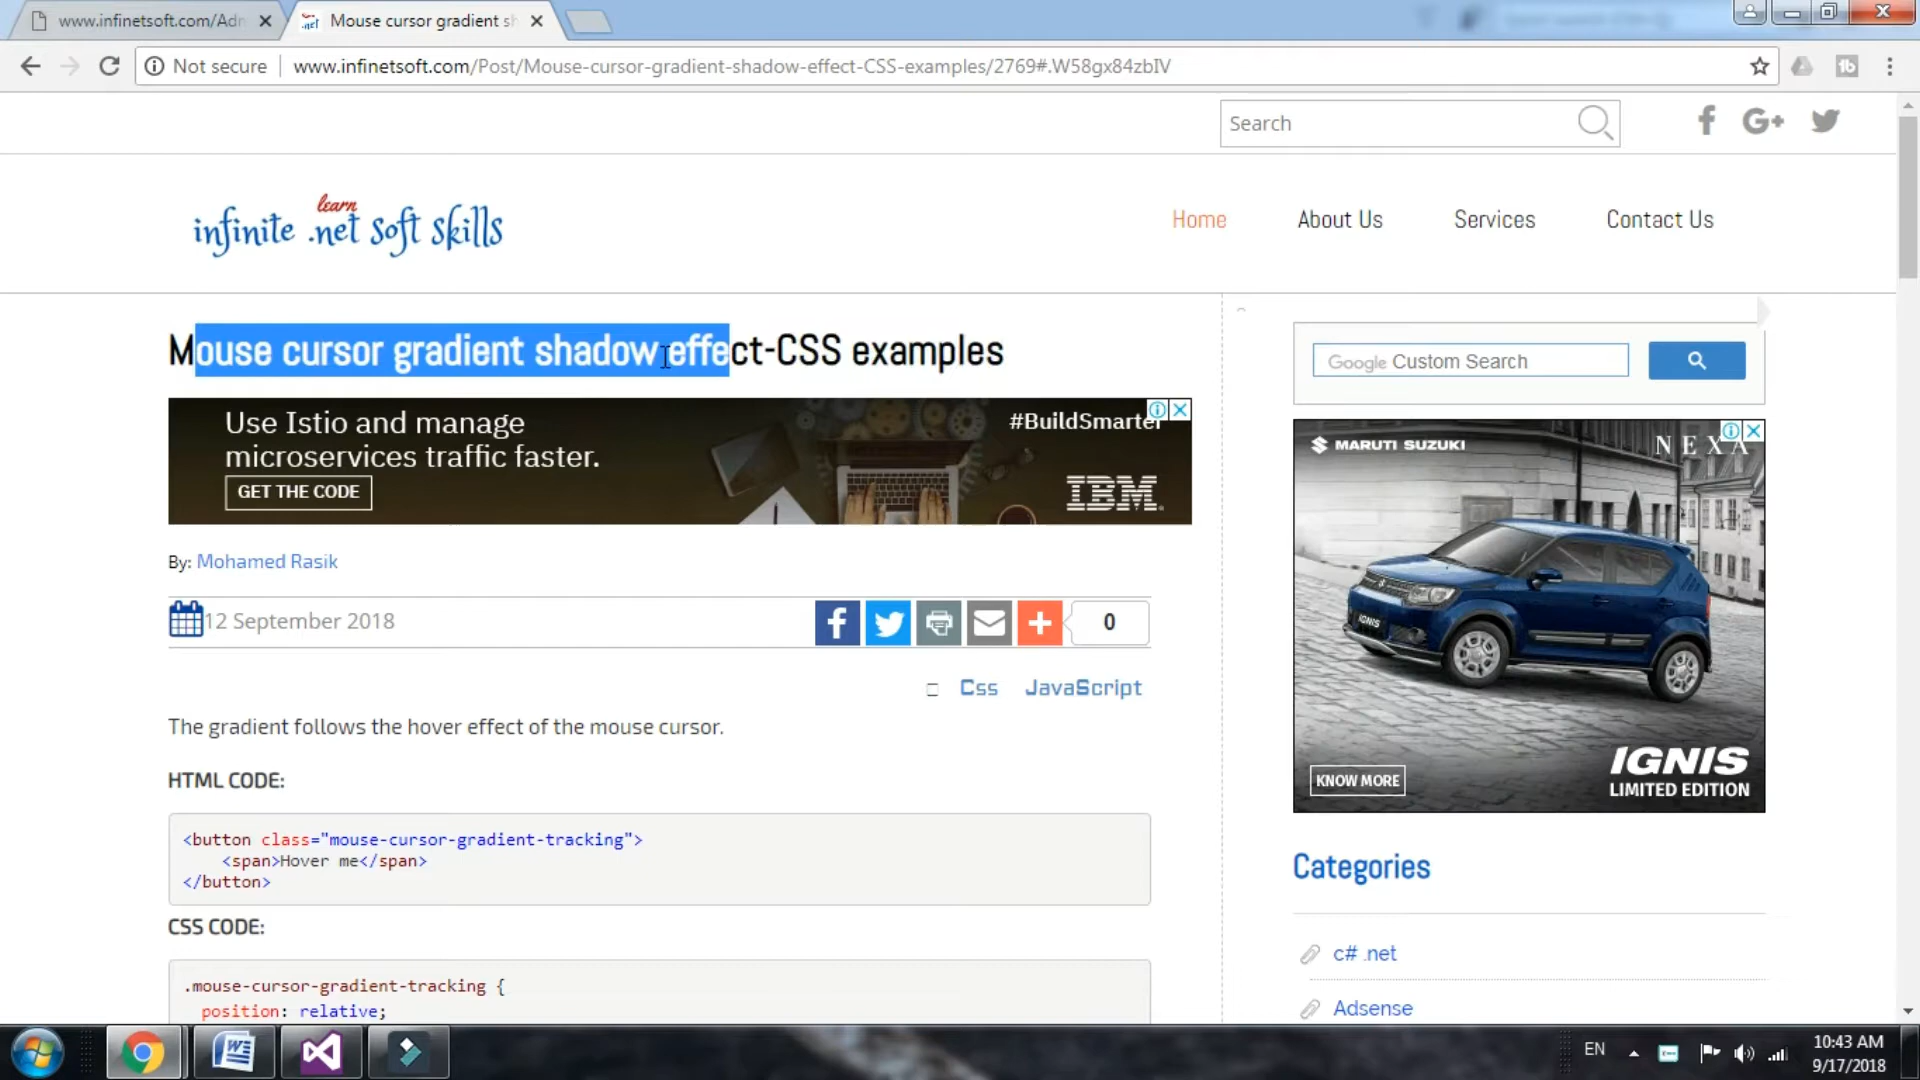 www.infinetsoft.com/Adr
Mouse cursor gradient sh
Not secure
www.infinetsoft.com/Post/Mouse-cursor-gradient-shadow-effect-CSS-examples/2769#.W58gx84zbIV
Search
G+
learn
infinite .net soft skills
Home
About Us
Services
Contact Us
Mouse cursor gradient shadow effect-CSS examples
Google Custom Search
Use Istio and manage
microservices traffic faster.
GET THE CODE
#BuildSmarter
IBM
MARUTI SUZUKI
NEXA
IGNIS
IGNIS
LIMITED EDITION
KNOW MORE
By: Mohamed Rasik
12 September 2018
0
Css
JavaScript
The gradient follows the hover effect of the mouse cursor.
HTML CODE:
<button class="mouse-cursor-gradient-tracking">
<span>Hover me</span>
</button>
CSS CODE:
.mouse-cursor-gradient-tracking {
position: relative;
Categories
c# .net
Adsense
EN
10:43 AM
9/17/2018